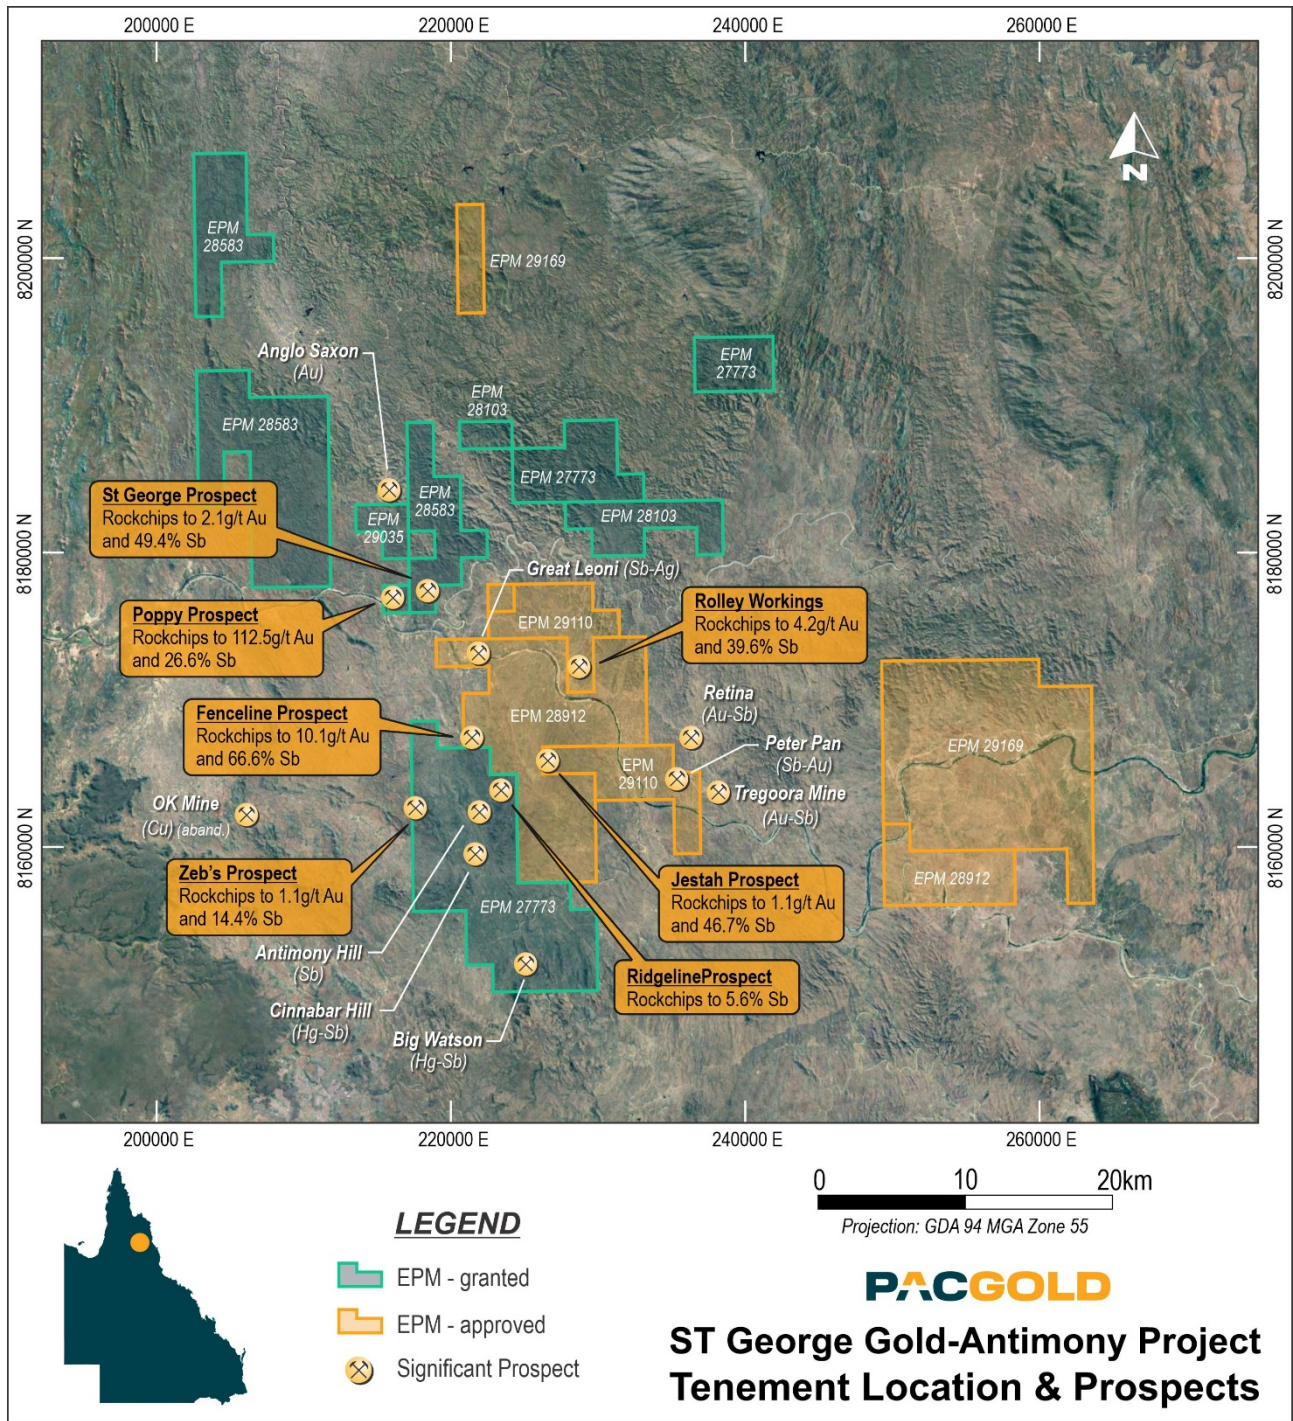 200000 E
220000 E
240000 E
260000 E
N
EPM
28583
EPM 29169
8200000 N
8200000 N
Anglo Saxon
(Au)
EPM
27773
EPM
28103
EPM 28583
EPM 27773
EPM
28583
St George Prospect
Rockchips to 2.1g/t Au
and 49.4% Sb
EPM
29035
EPM 28103
8180000 N
8180000 N
Great Leoni (Sb-Ag)
Poppy Prospect
Rockchips to 112.5g/t Au
and 26.6% Sb
EPM 29110
Rolley Workings
Rockchips to 4.2g/t Au
and 39.6% Sb
Fenceline Prospect
Rockchips to 10.1g/t Au
and 66.6% Sb
EPM 28912
Retina
(Au-Sb)
Peter Pan
(Sb-Au)
EPM 29169
EPM
29110
Tregoora Mine
(Au-Sb)
OK Mine
(Cu) (aband.)
8160000 N
8160000 N
Zeb's Prospect
Rockchips to 1.1g/t Au
and 14.4% Sb
Jestah Prospect
Rockchips to 1.1g/t Au
and 46.7% Sb
EPM 28912
EPM 27773
Antimony Hill
(Sb)
RidgelineProspect
Rockchips to 5.6% Sb
Cinnabar Hill
(Hg-Sb)
Big Watson
(Hg-Sb)
200000 E
220000 E
240000 E
260000 E
0 10 20km
Projection: GDA 94 MGA Zone 55
LEGEND
EPM - granted
EPM - approved
Significant Prospect
PACGOLD
ST George Gold-Antimony Project
Tenement Location & Prospects